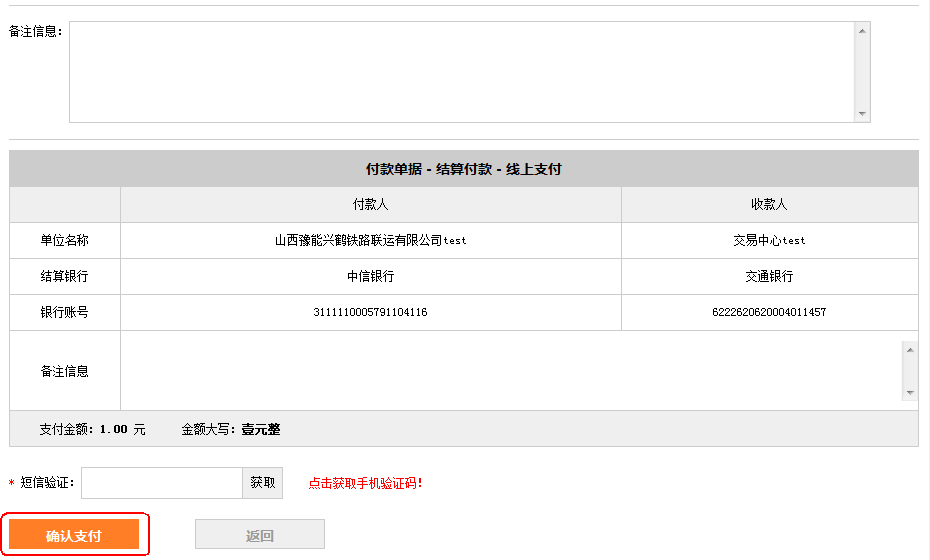 备注信息：
付款单据 - 结算付款 - 线上支付
付款人 收款人
单位名称 山西豫能兴鹤铁路联运有限公司test 交易中心test
结算银行 中信银行 交通银行
银行账号 3111110005791104116 6222620620004011457
备注信息
支付金额：1.00 元 金额大写：壹元整
* 短信验证： 获取 点击获取手机验证码！
确认支付 返回